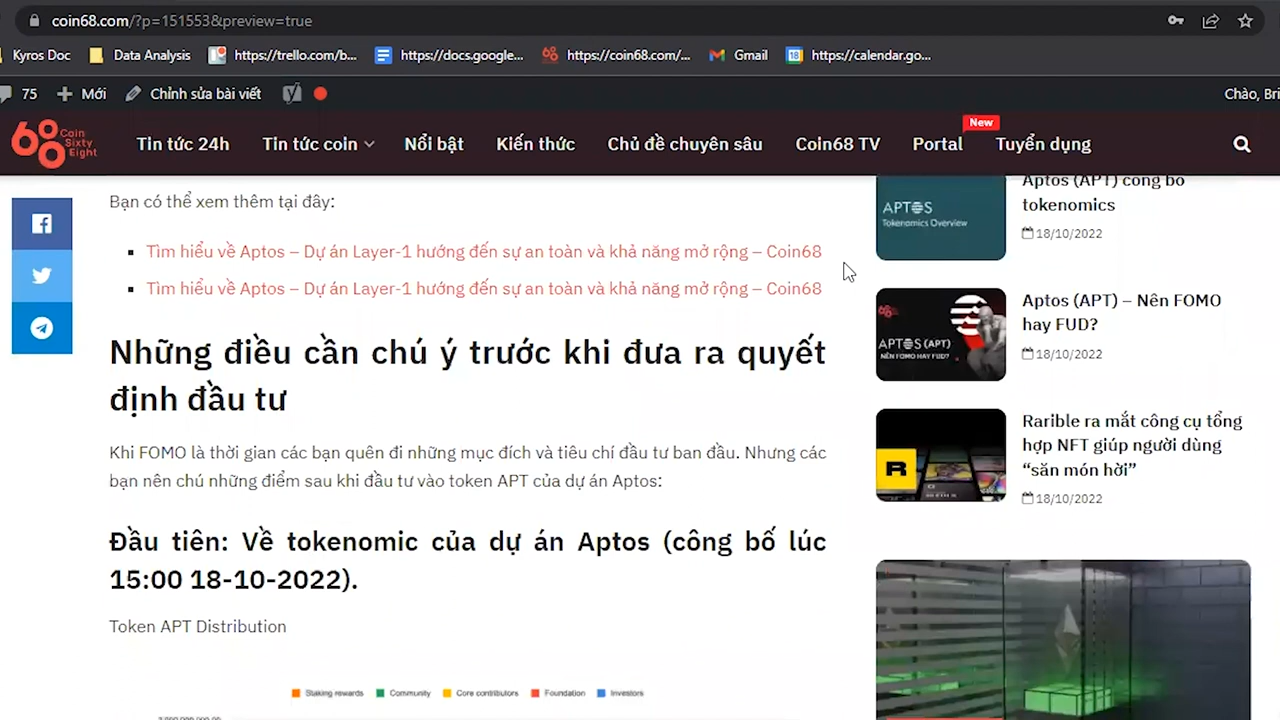 coin68.com/?p=151553&preview=true
Kyros Doc
Data Analysis
https://trello.com/b...
https://docs.google...
https://coin68.com/...
Gmail
18
https://calendar.go...
75
Mới
Chỉnh sửa bài viết
Chào, Bri
68
Coin
Sixty
Eight
Tin tức 24h
Tin tức coin
Nổi bật
Kiến thức
Chủ đề chuyên sâu
Coin68 TV
Portal
New
Tuyển dụng
Bạn có thể xem thêm tại đây:
Tìm hiểu về Aptos – Dự án Layer-1 hướng đến sự an toàn và khả năng mở rộng – Coin68
Tìm hiểu về Aptos – Dự án Layer-1 hướng đến sự an toàn và khả năng mở rộng – Coin68
Những điều cần chú ý trước khi đưa ra quyết
định đầu tư
Khi FOMO là thời gian các bạn quên đi những mục đích và tiêu chí đầu tư ban đầu. Nhưng các
bạn nên chú những điểm sau khi đầu tư vào token APT của dự án Aptos:
Đầu tiên: Về tokenomic của dự án Aptos (công bố lúc
15:00 18-10-2022).
Token APT Distribution
Staking rewards
Community
Core contributors
Foundation
Investors
APTOS
Tokenomics Overview
Aptos (APT) công bố
tokenomics
18/10/2022
APTOS (APT)
NÊN FOMO HAY FUD?
Aptos (APT) – Nên FOMO
hay FUD?
18/10/2022
R
Rarible ra mắt công cụ tổng
hợp NFT giúp người dùng
“săn món hời”
18/10/2022